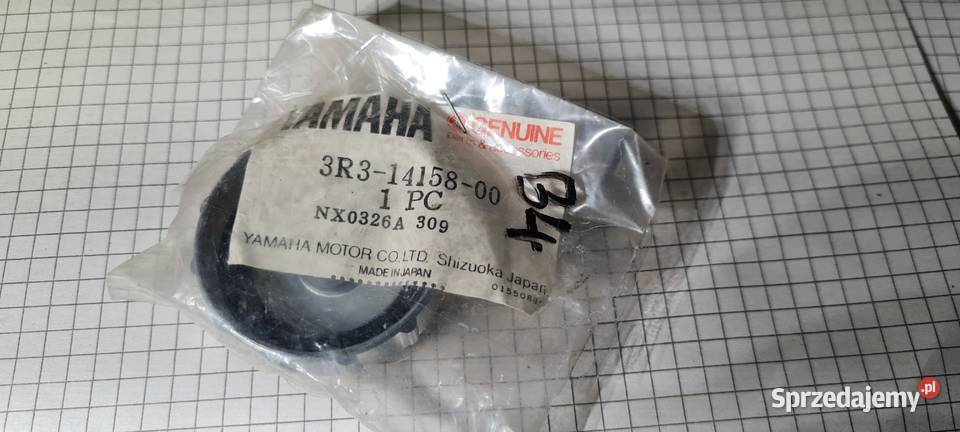 YAMAHA GENUINE
parts & accessories
3R3-14158-00
1 PC
NX0326A 309
YAMAHA MOTOR CO.LTD. Shizuoka Japan
MADE IN JAPAN
B4
Sprzedajemy.pl